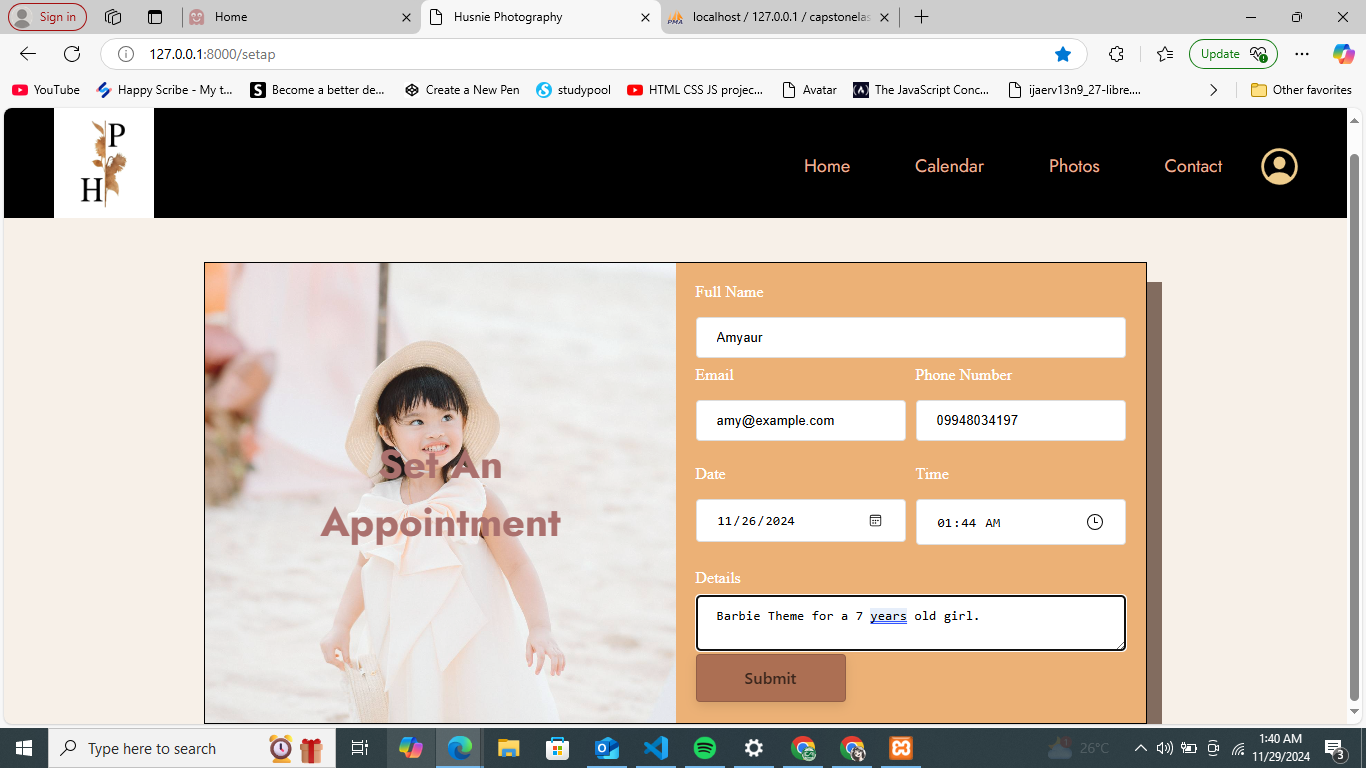 Sign in
Home
Husnie Photography
PMA
localhost / 127.0.0.1 / capstonelas
127.0.0.1:8000/setap
Update
YouTube
Happy Scribe - My t...
Become a better de...
Create a New Pen
studypool
HTML CSS JS projec...
Avatar
The JavaScript Conc...
ijaerv13n9_27-libre....
Other favorites
P
H
Home
Calendar
Photos
Contact
Set An
Appointment
Full Name
Amyaur
Email
Phone Number
amy@example.com
09948034197
Date
Time
11/26/2024
01:44 AM
Details
Barbie Theme for a 7 years old girl.
Submit
Type here to search
26°C
1:40 AM
11/29/2024
3